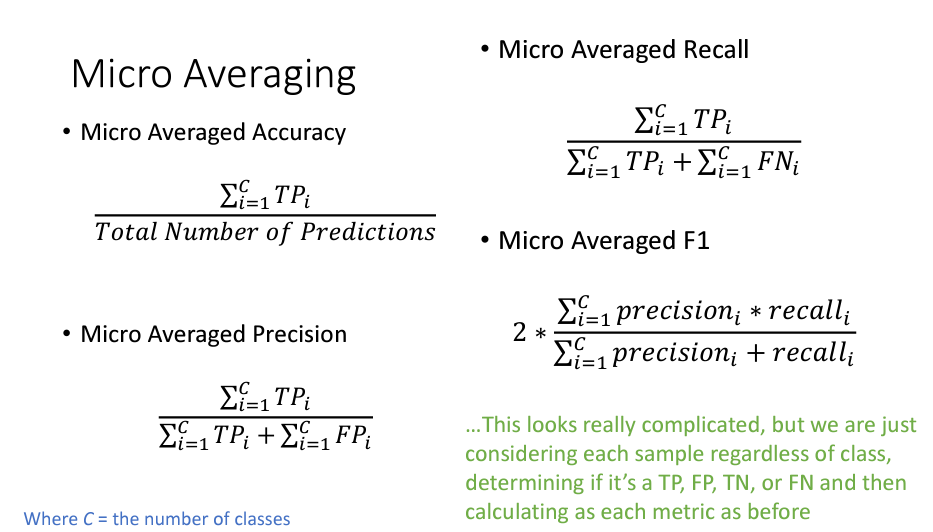 Micro Averaging
• Micro Averaged Accuracy
$\frac{\sum_{i=1}^{C} TP_i}{Total\ Number\ of\ Predictions}$
• Micro Averaged Precision
$\frac{\sum_{i=1}^{C} TP_i}{\sum_{i=1}^{C} TP_i + \sum_{i=1}^{C} FP_i}$
Where C = the number of classes
• Micro Averaged Recall
$\frac{\sum_{i=1}^{C} TP_i}{\sum_{i=1}^{C} TP_i + \sum_{i=1}^{C} FN_i}$
• Micro Averaged F1
$2 * \frac{\sum_{i=1}^{C} precision_i * recall_i}{\sum_{i=1}^{C} precision_i + recall_i}$
…This looks really complicated, but we are just
considering each sample regardless of class,
determining if it’s a TP, FP, TN, or FN and then
calculating as each metric as before